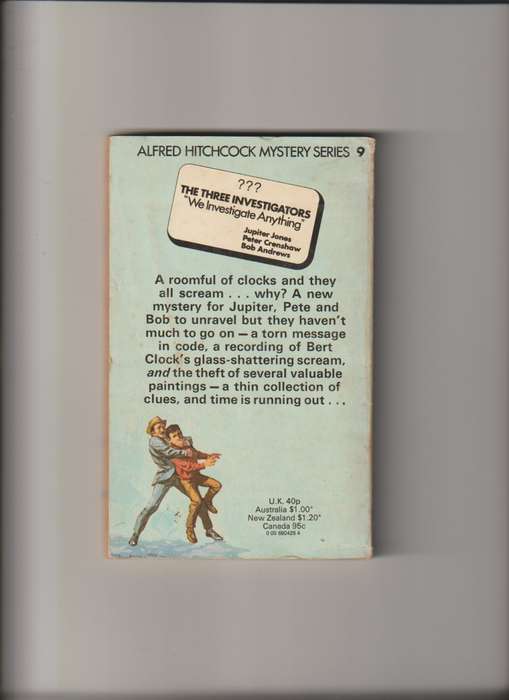 ALFRED HITCHCOCK MYSTERY SERIES 9
???
THE THREE INVESTIGATORS
"We Investigate Anything"
Jupiter Jones
Peter Crenshaw
Bob Andrews
A roomful of clocks and they
all scream . . . why? A new
mystery for Jupiter, Pete and
Bob to unravel but they haven't
much to go on — a torn message
in code, a recording of Bert
Clock's glass-shattering scream,
and the theft of several valuable
paintings — a thin collection of
clues, and time is running out . . .
U.K. 40p
Australia $1.00*
New Zealand $1.20*
Canada 95c
0 00 690429 4